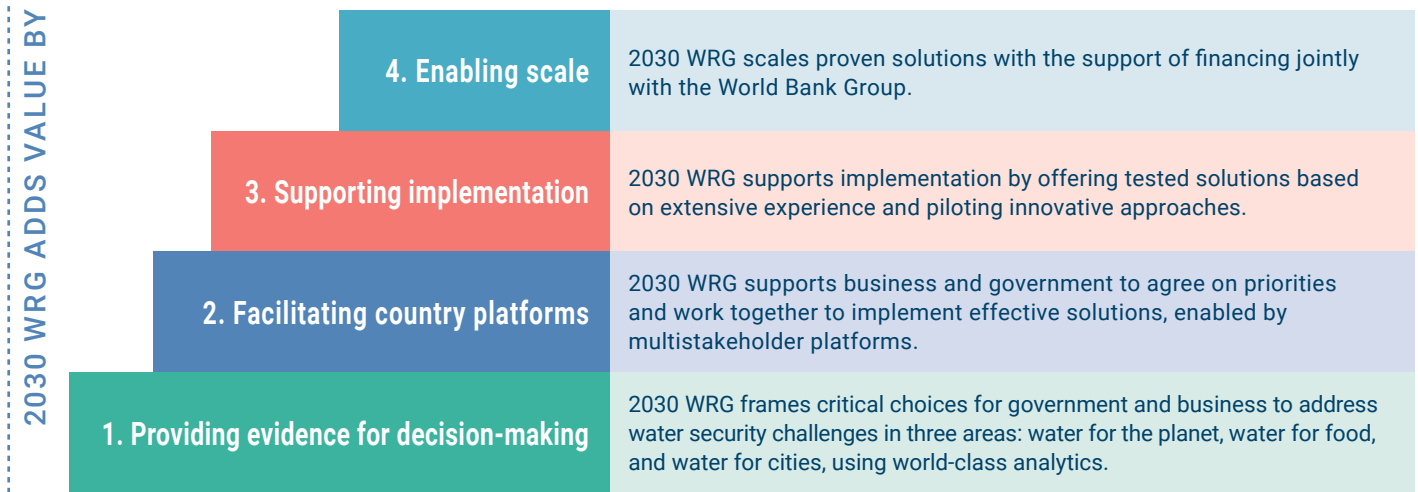 2030 WRG ADDS VALUE BY
4. Enabling scale
2030 WRG scales proven solutions with the support of financing jointly
with the World Bank Group.
3. Supporting implementation
2030 WRG supports implementation by offering tested solutions based
on extensive experience and piloting innovative approaches.
2. Facilitating country platforms
2030 WRG supports business and government to agree on priorities
and work together to implement effective solutions, enabled by
multistakeholder platforms.
1. Providing evidence for decision-making
2030 WRG frames critical choices for government and business to address
water security challenges in three areas: water for the planet, water for food,
and water for cities, using world-class analytics.